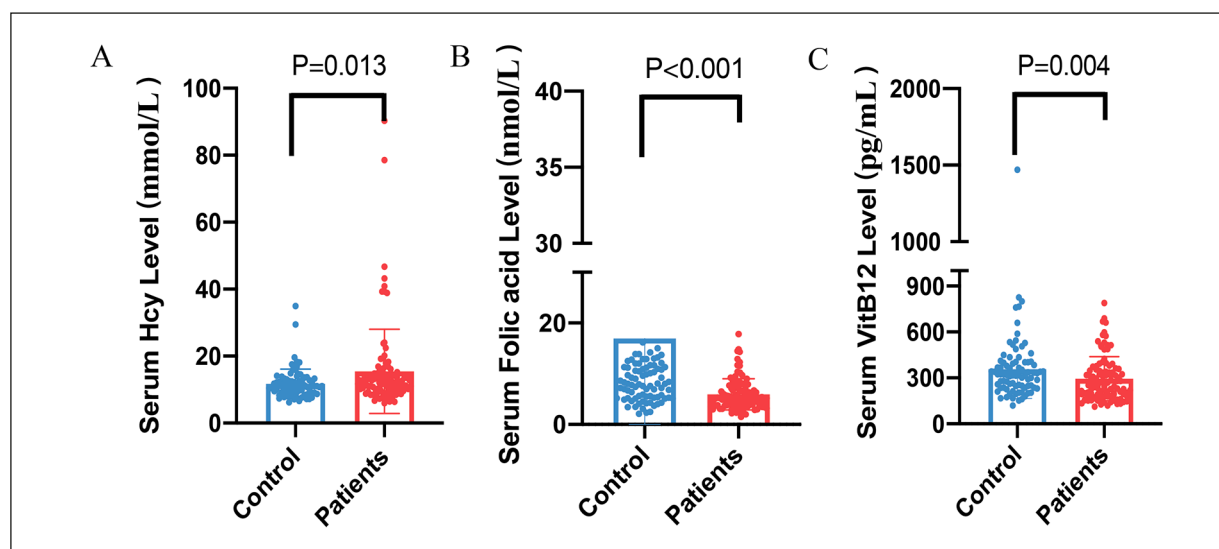 A
P=0.013
Serum Hcy Level (mmol/L)
100
80
60
40
20
0
Control
Patients
B
P<0.001
Serum Folic acid Level (nmol/L)
40
35
30
20
0
Control
Patients
C
P=0.004
Serum VitB12 Level (pg/mL)
2000
1500
1000
900
600
300
0
Control
Patients